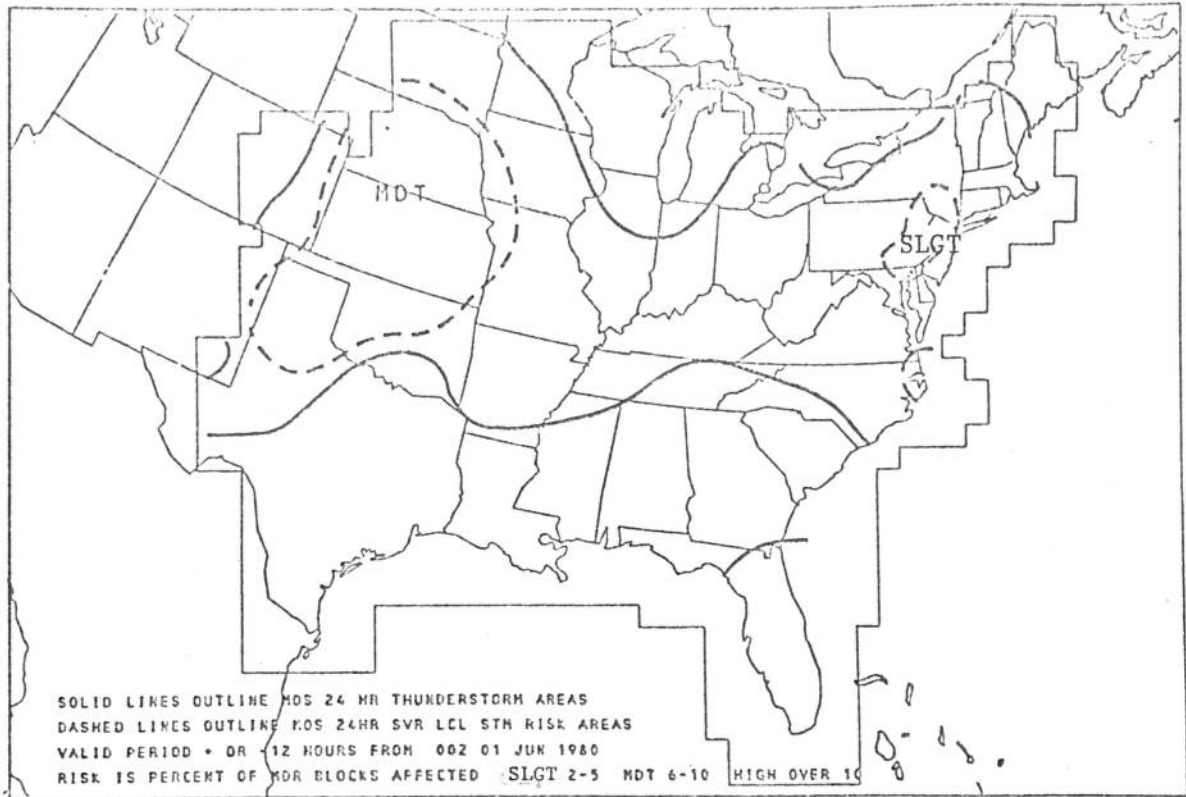 MDT
SLGT
SOLID LINES OUTLINE MOS 24 HR THUNDERSTORM AREAS
DASHED LINES OUTLINE MOS 24HR SVR LCL STM RISK AREAS
VALID PERIOD + OR -12 HOURS FROM 00Z 01 JUN 1980
RISK IS PERCENT OF MDR BLOCKS AFFECTED SLGT 2-5 MDT 6-10 HIGH OVER 10